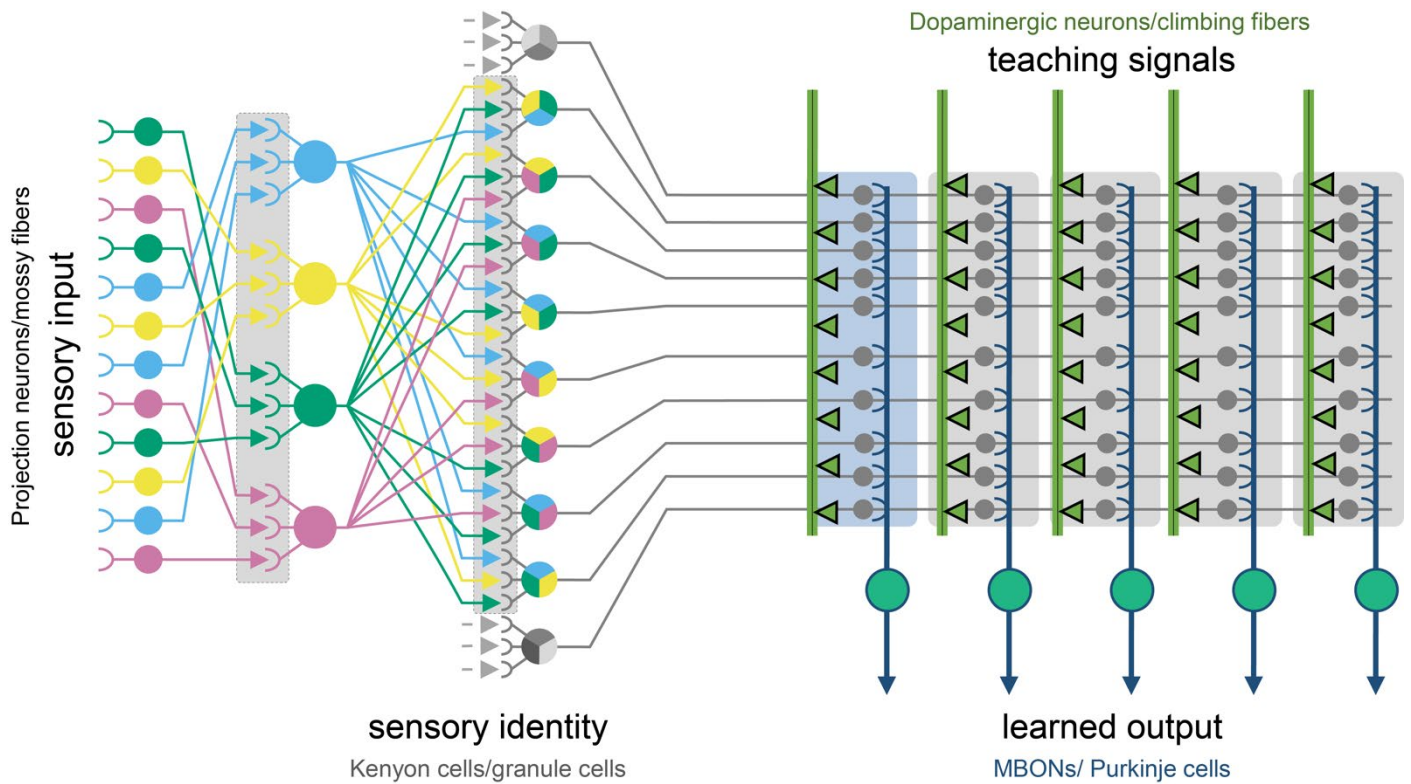 Dopaminergic neurons/climbing fibers
teaching signals
Projection neurons/mossy fibers
sensory input
sensory identity
Kenyon cells/granule cells
learned output
MBONs/ Purkinje cells